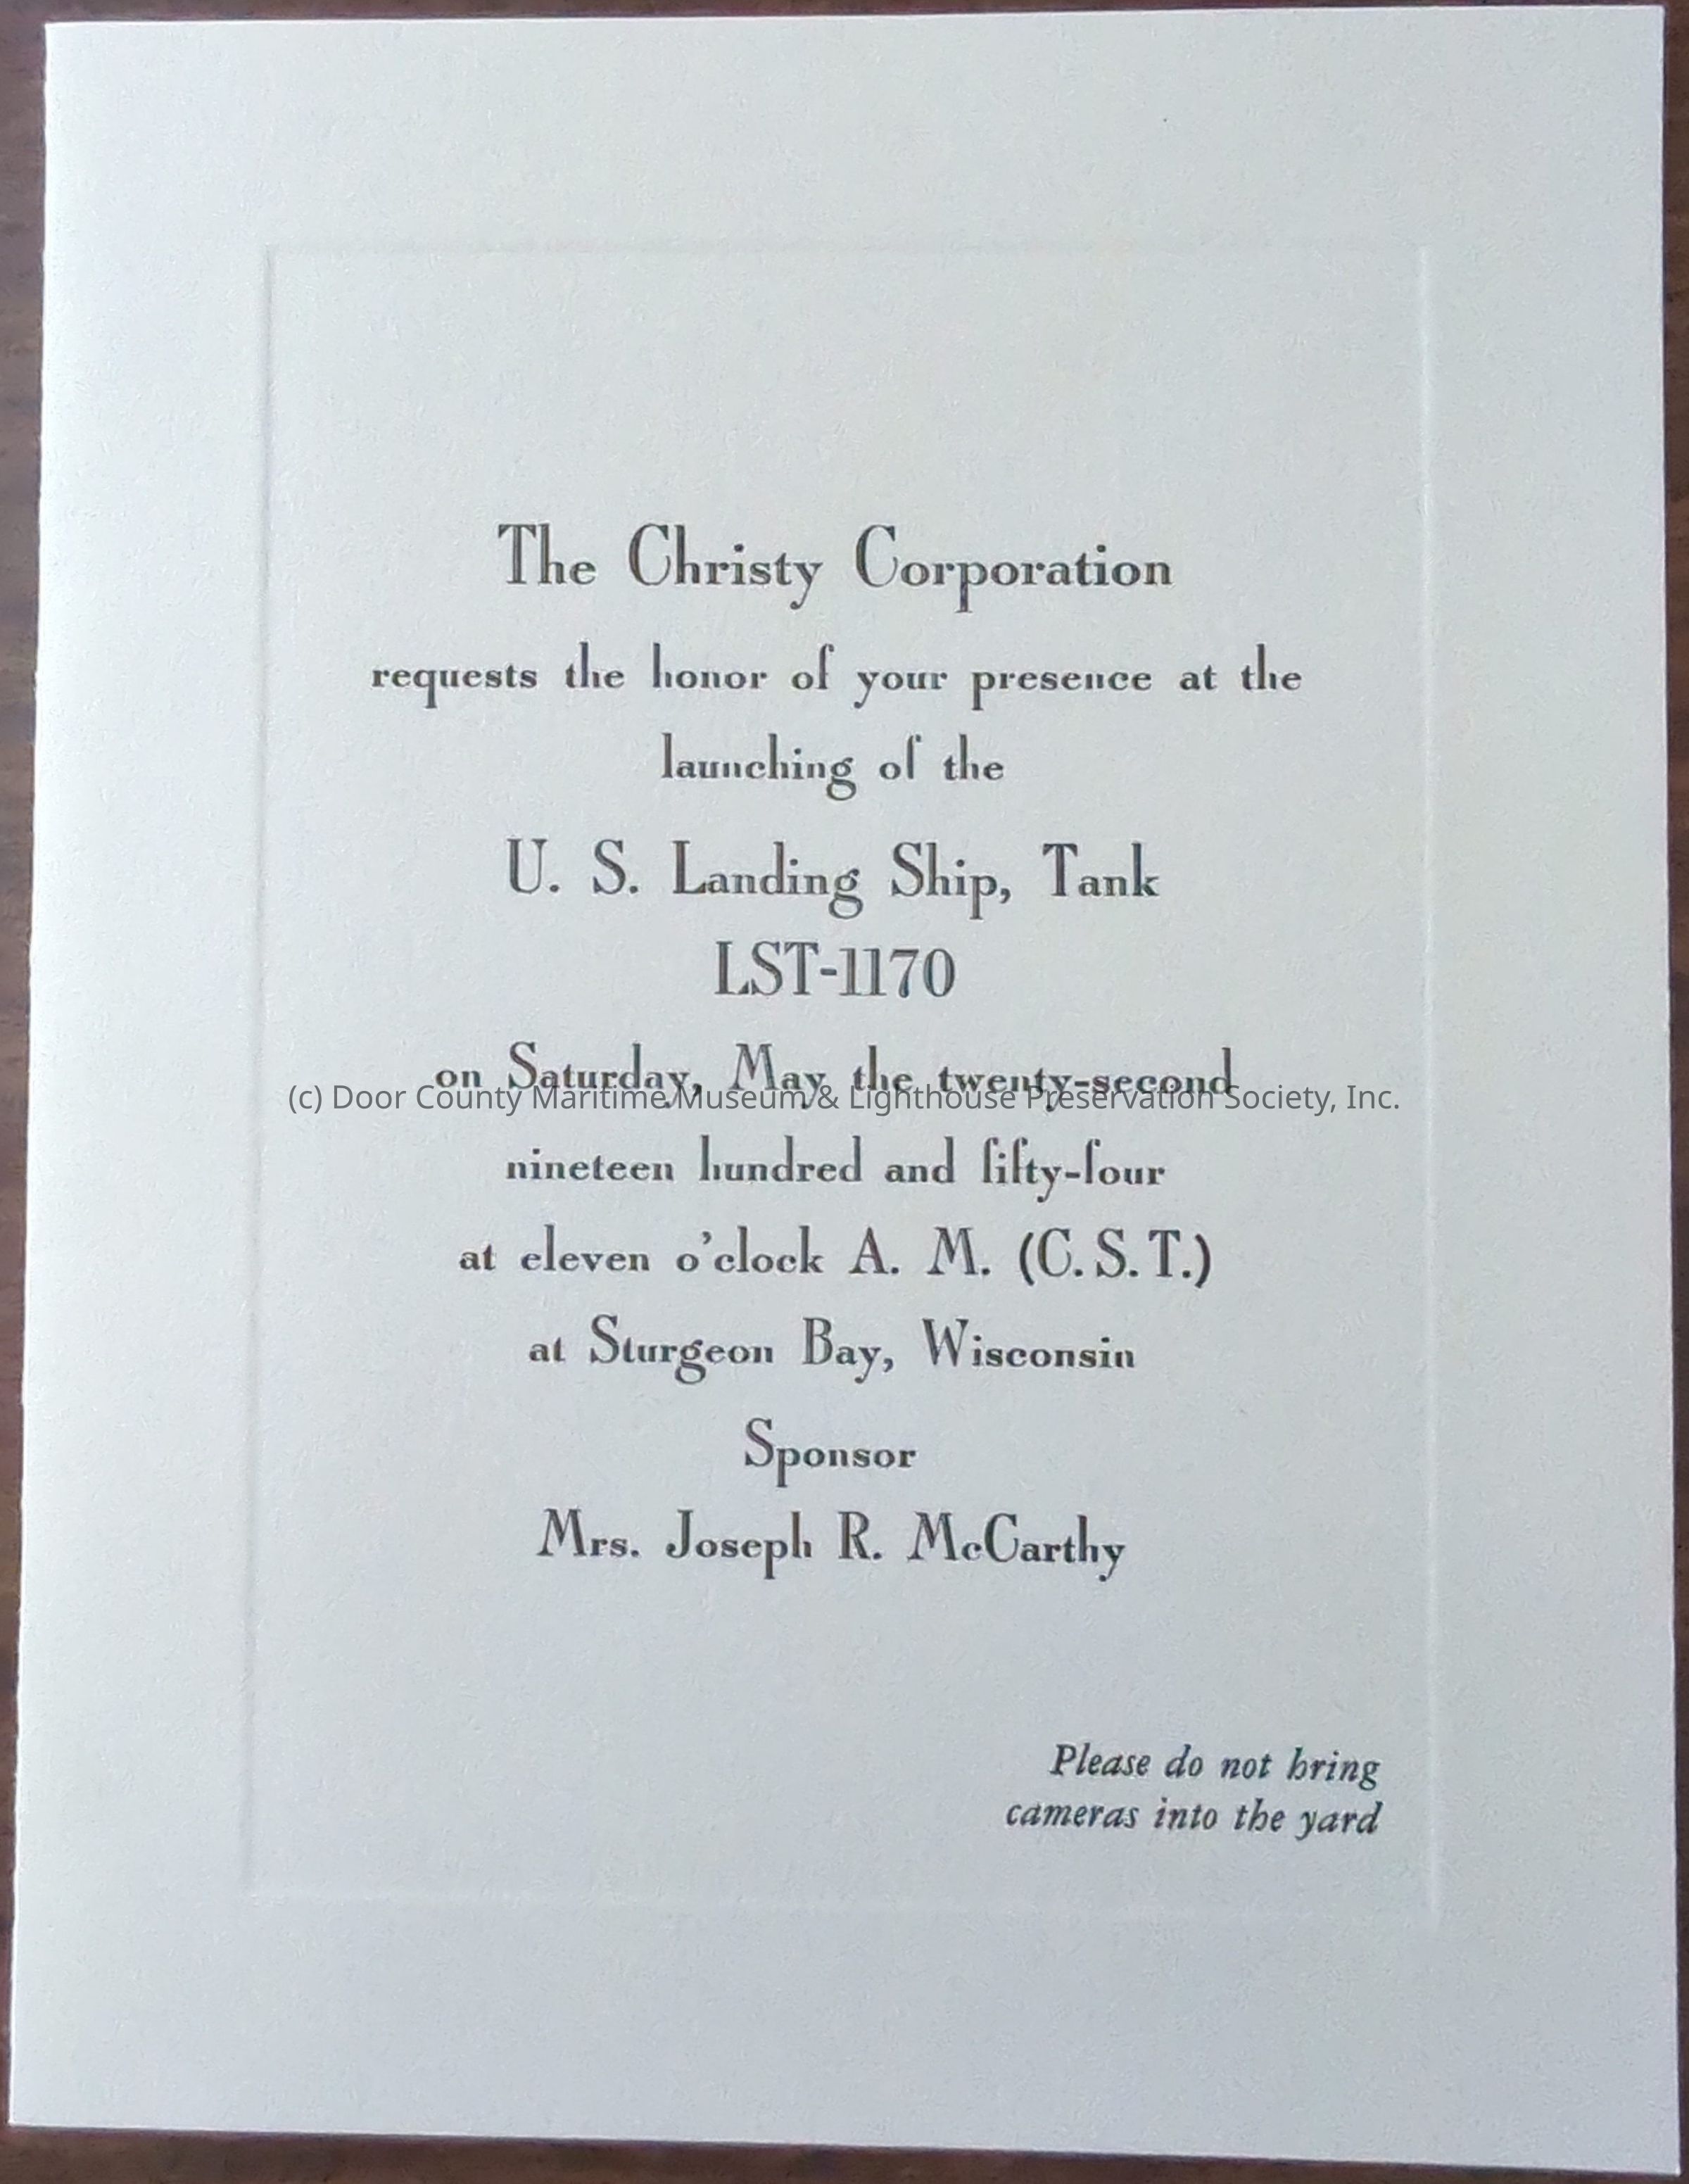 The Christy Corporation
requests the honor of your presence at the
launching of the
U. S. Landing Ship, Tank
LST-1170
on Saturday, May the twenty-second
(c) Door County Maritime Museum & Lighthouse Preservation Society, Inc.
nineteen hundred and fifty-four
at eleven o'clock A. M. (C. S. T.)
at Sturgeon Bay, Wisconsin
Sponsor
Mrs. Joseph R. McCarthy
Please do not bring
cameras into the yard